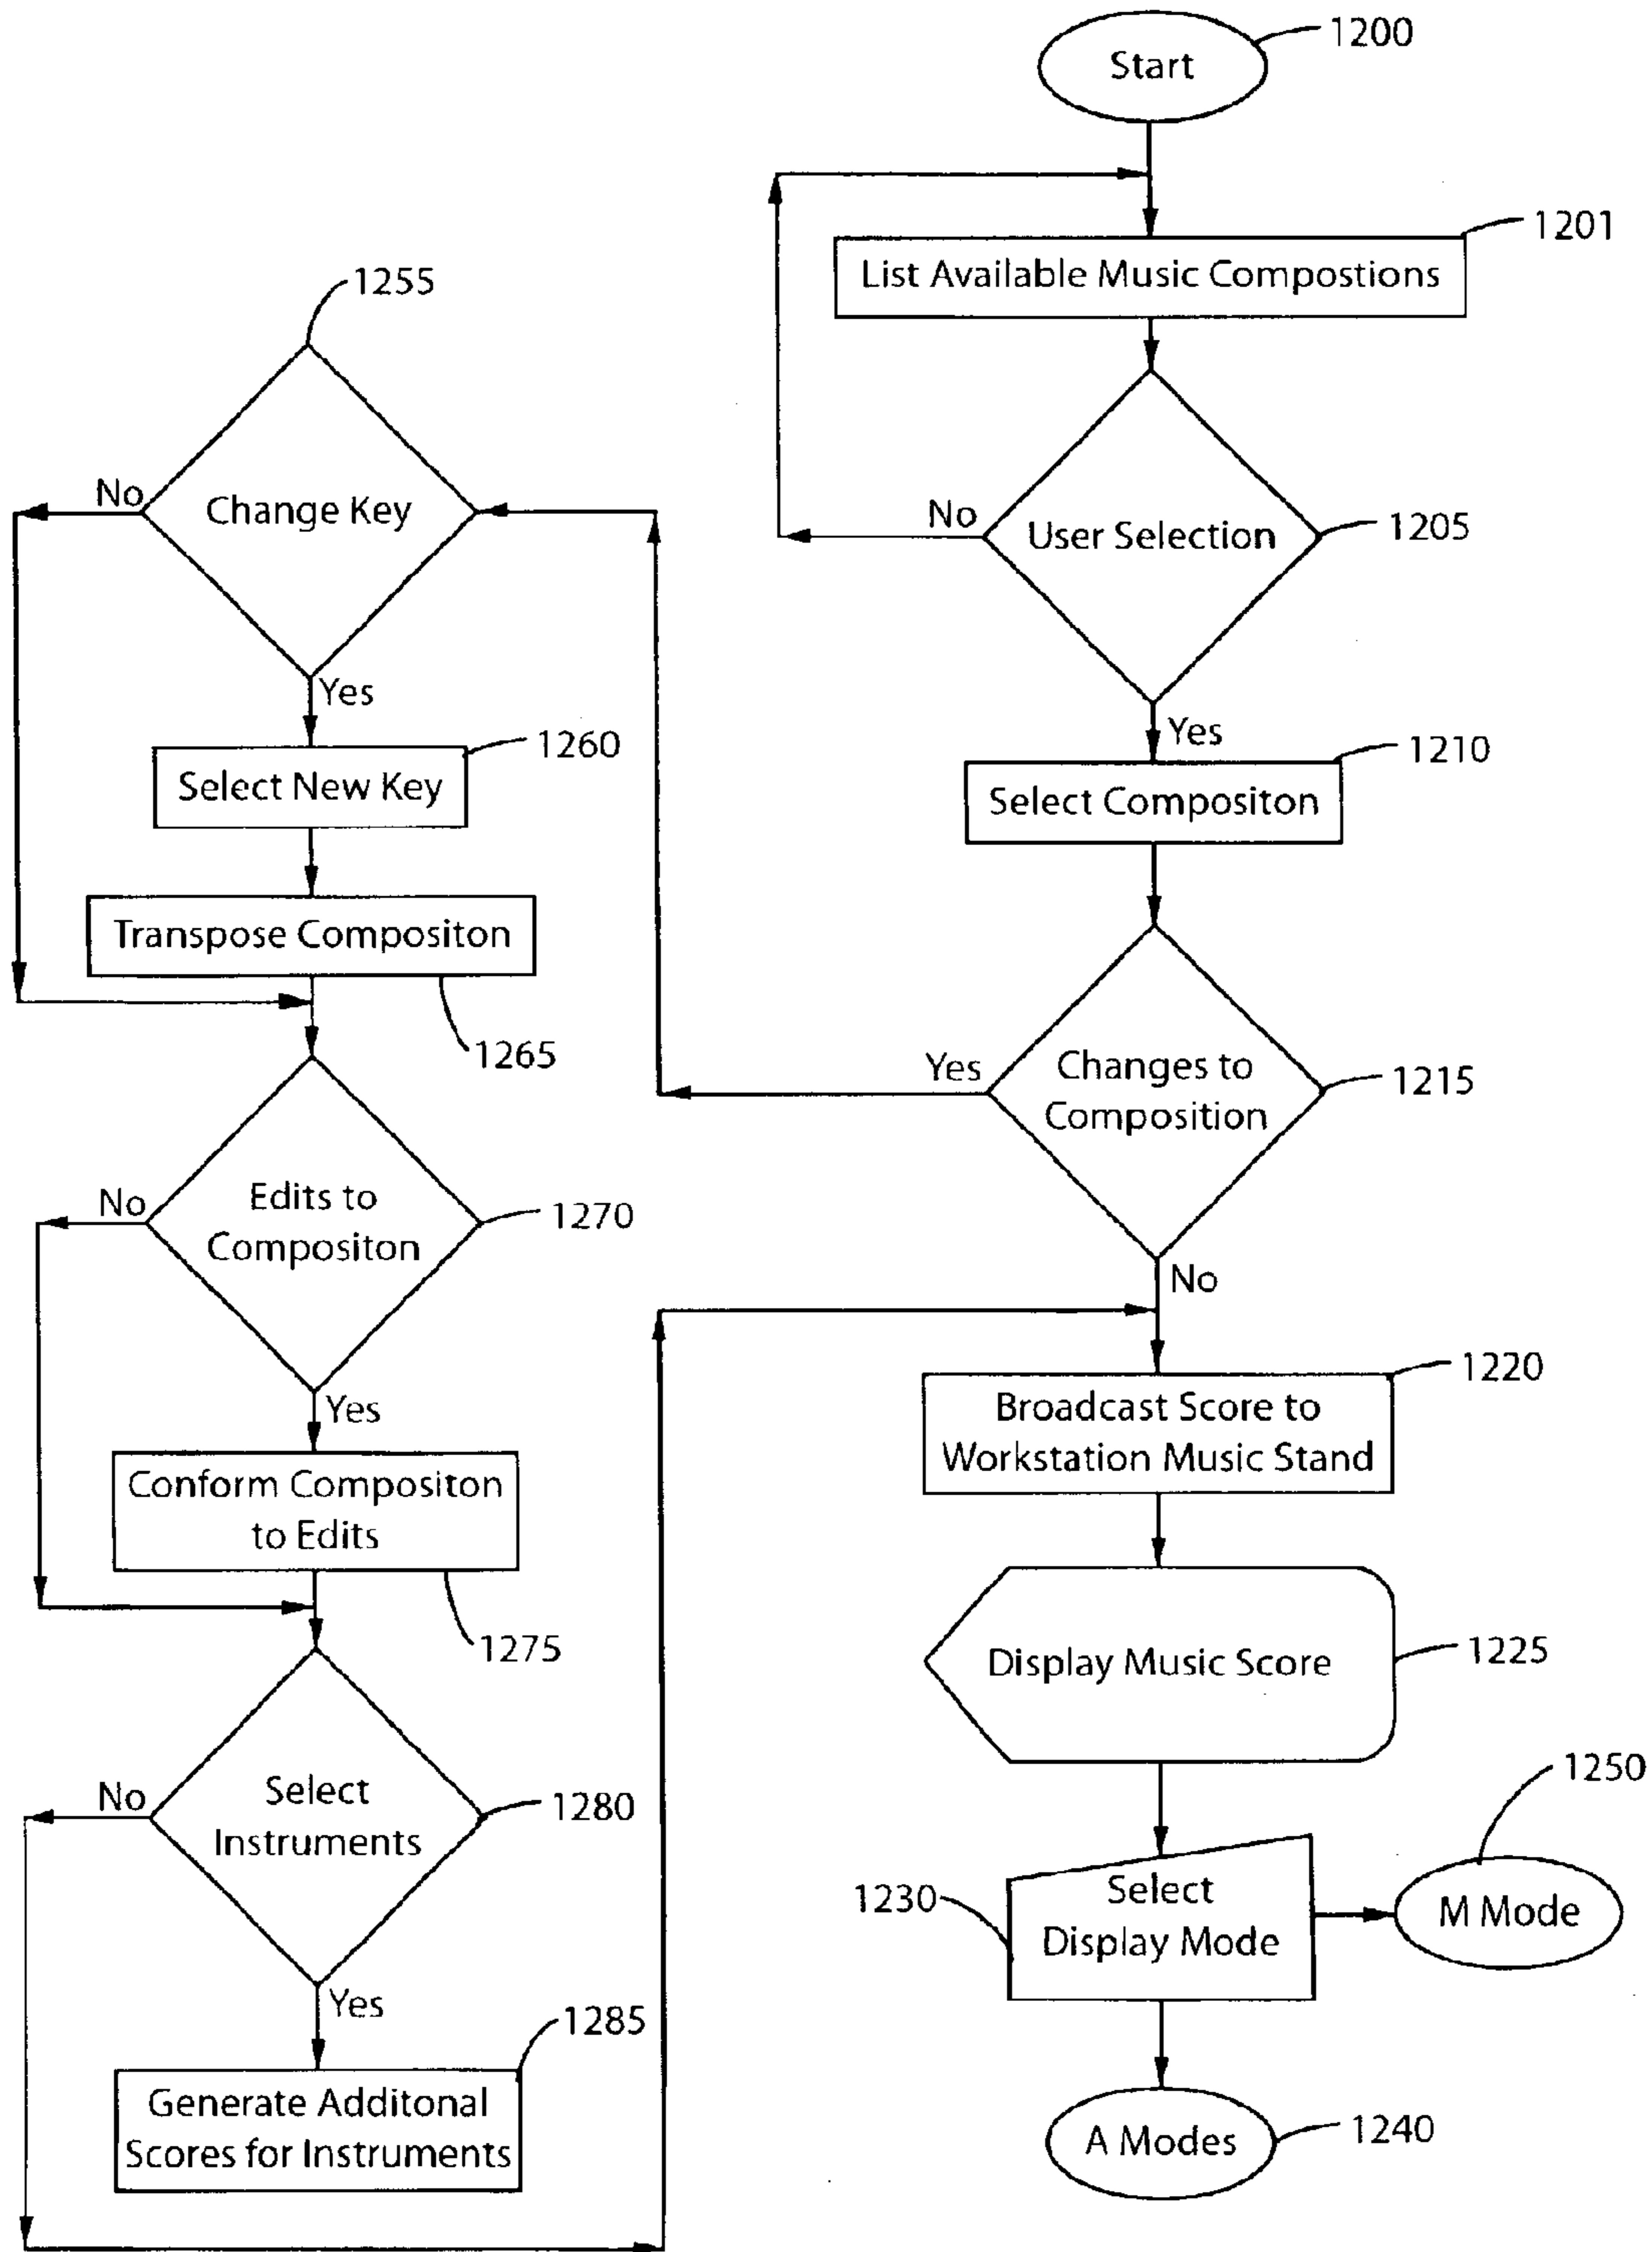 Start
1200
List Available Music Compostions
1201
User Selection
1205
No
Yes
Select Compositon
1210
Changes to
Composition
1215
Yes
No
Broadcast Score to
Workstation Music Stand
1220
Display Music Score
1225
Select
Display Mode
1230
M Mode
1250
A Modes
1240
1255
Change Key
No
Yes
Select New Key
1260
Transpose Compositon
1265
Edits to
Compositon
1270
No
Yes
Conform Compositon
to Edits
1275
Select
Instruments
1280
No
Yes
Generate Additonal
Scores for Instruments
1285